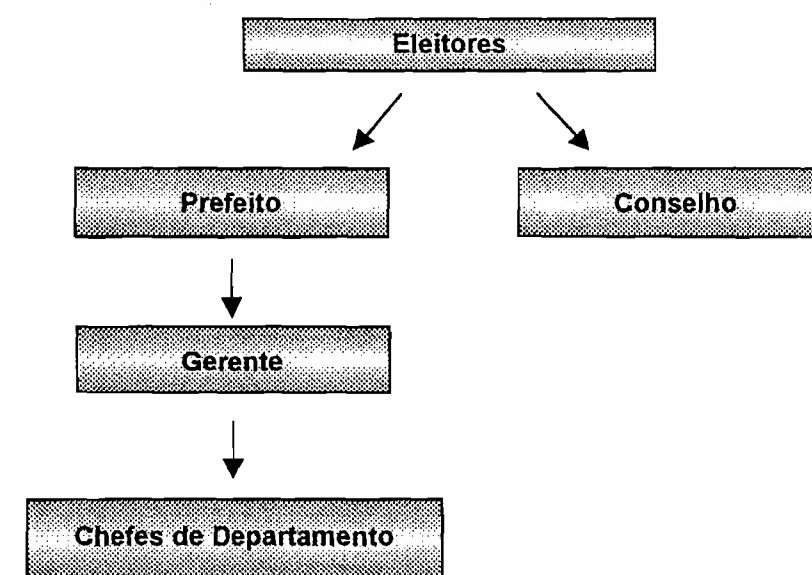 Eleitores
Prefeito
Conselho
Gerente
Chefes de Departamento